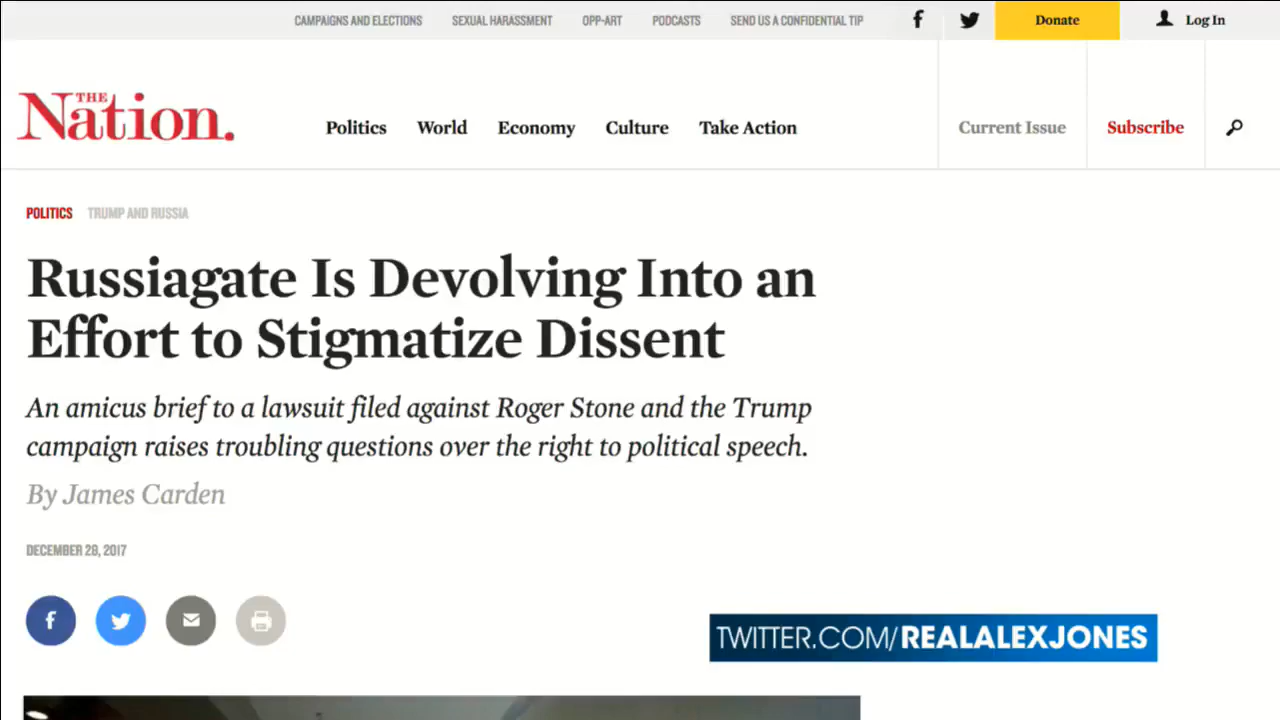 CAMPAIGNS AND ELECTIONS SEXUAL HARASSMENT OPP-ART PODCASTS SEND US A CONFIDENTIAL TIP f Donate Log In
THE
Nation.
Politics World Economy Culture Take Action Current Issue Subscribe
POLITICS TRUMP AND RUSSIA
Russiagate Is Devolving Into an
Effort to Stigmatize Dissent
An amicus brief to a lawsuit filed against Roger Stone and the Trump
campaign raises troubling questions over the right to political speech.
By James Carden
DECEMBER 28, 2017
f
TWITTER.COM/REALALEXJONES